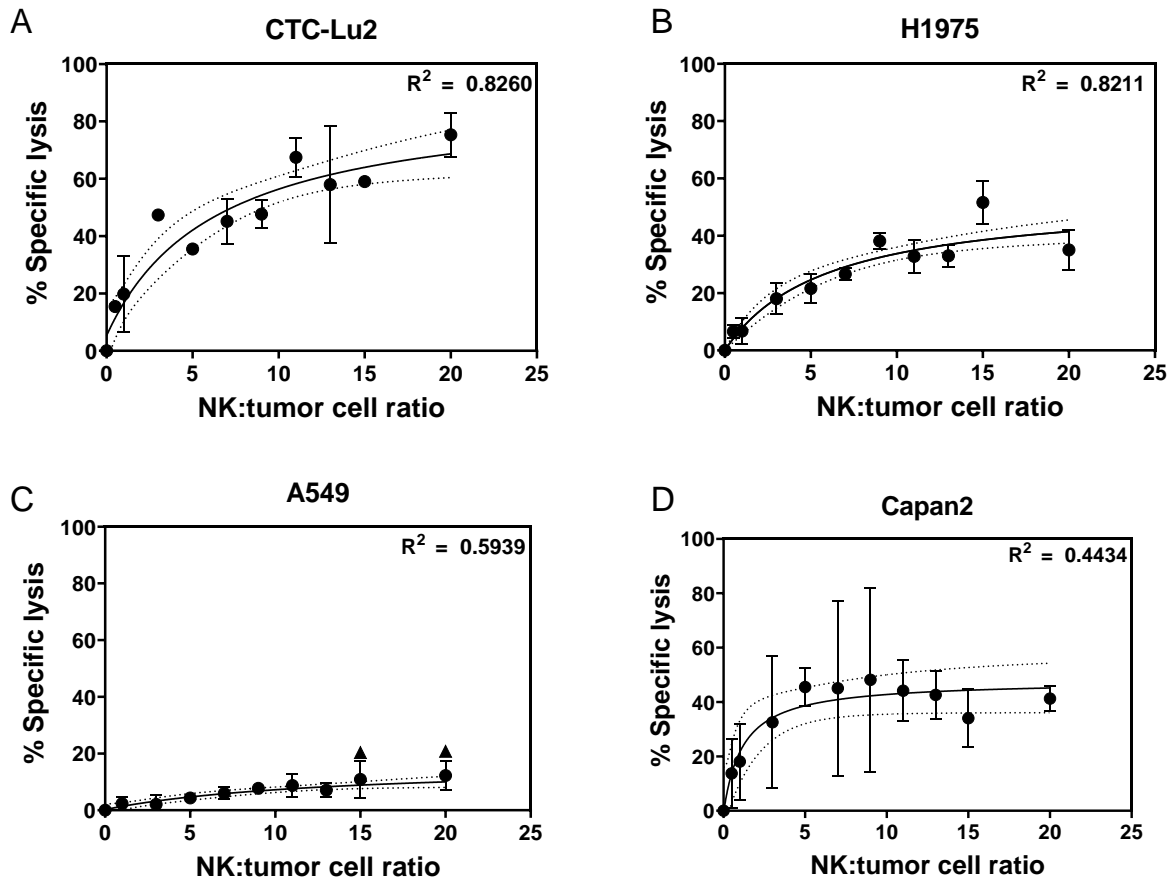 A
CTC-Lu2
R² = 0.8260
% Specific lysis
100
80
60
40
20
0
0 5 10 15 20 25
NK:tumor cell ratio
B
H1975
R² = 0.8211
% Specific lysis
100
80
60
40
20
0
0 5 10 15 20 25
NK:tumor cell ratio
C
A549
R² = 0.5939
% Specific lysis
100
80
60
40
20
0
0 5 10 15 20 25
NK:tumor cell ratio
D
Capan2
R² = 0.4434
% Specific lysis
100
80
60
40
20
0
0 5 10 15 20 25
NK:tumor cell ratio